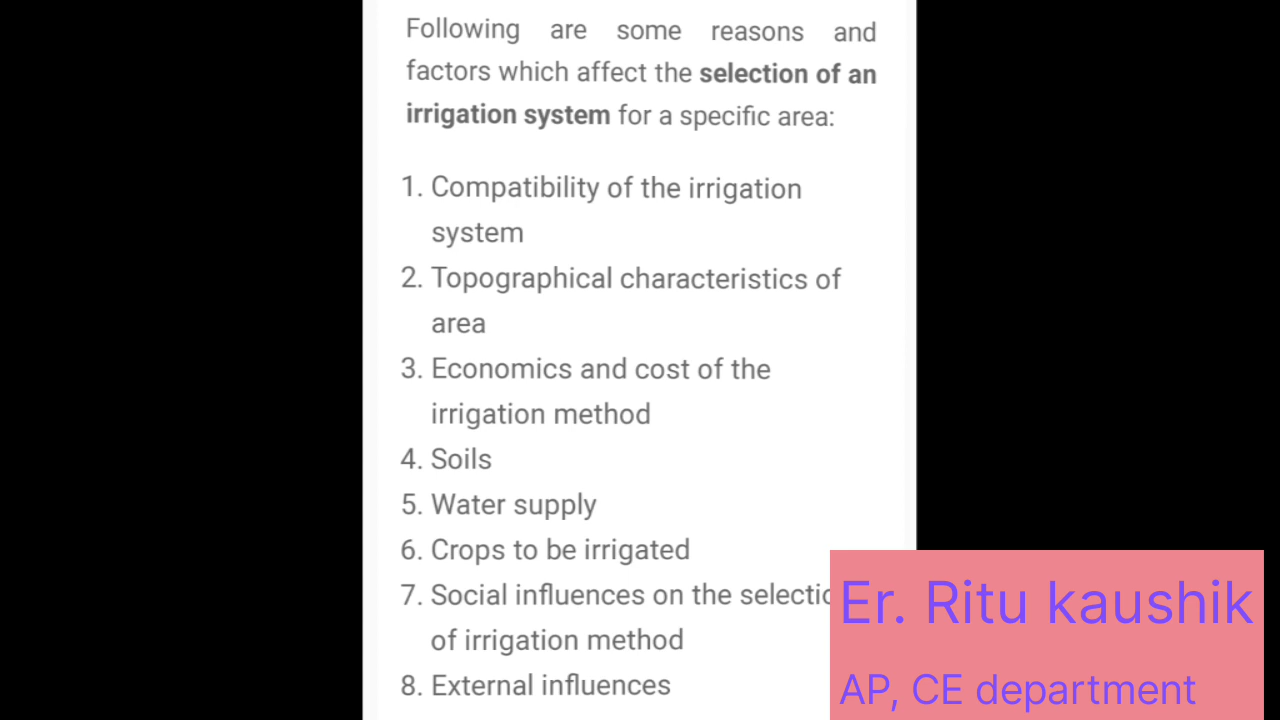 Following are some reasons and
factors which affect the selection of an
irrigation system for a specific area:
1. Compatibility of the irrigation
system
2. Topographical characteristics of
area
3. Economics and cost of the
irrigation method
4. Soils
5. Water supply
6. Crops to be irrigated
7. Social influences on the
of irrigation method
8. External influences
Er. Ritu kaushik
AP, CE department